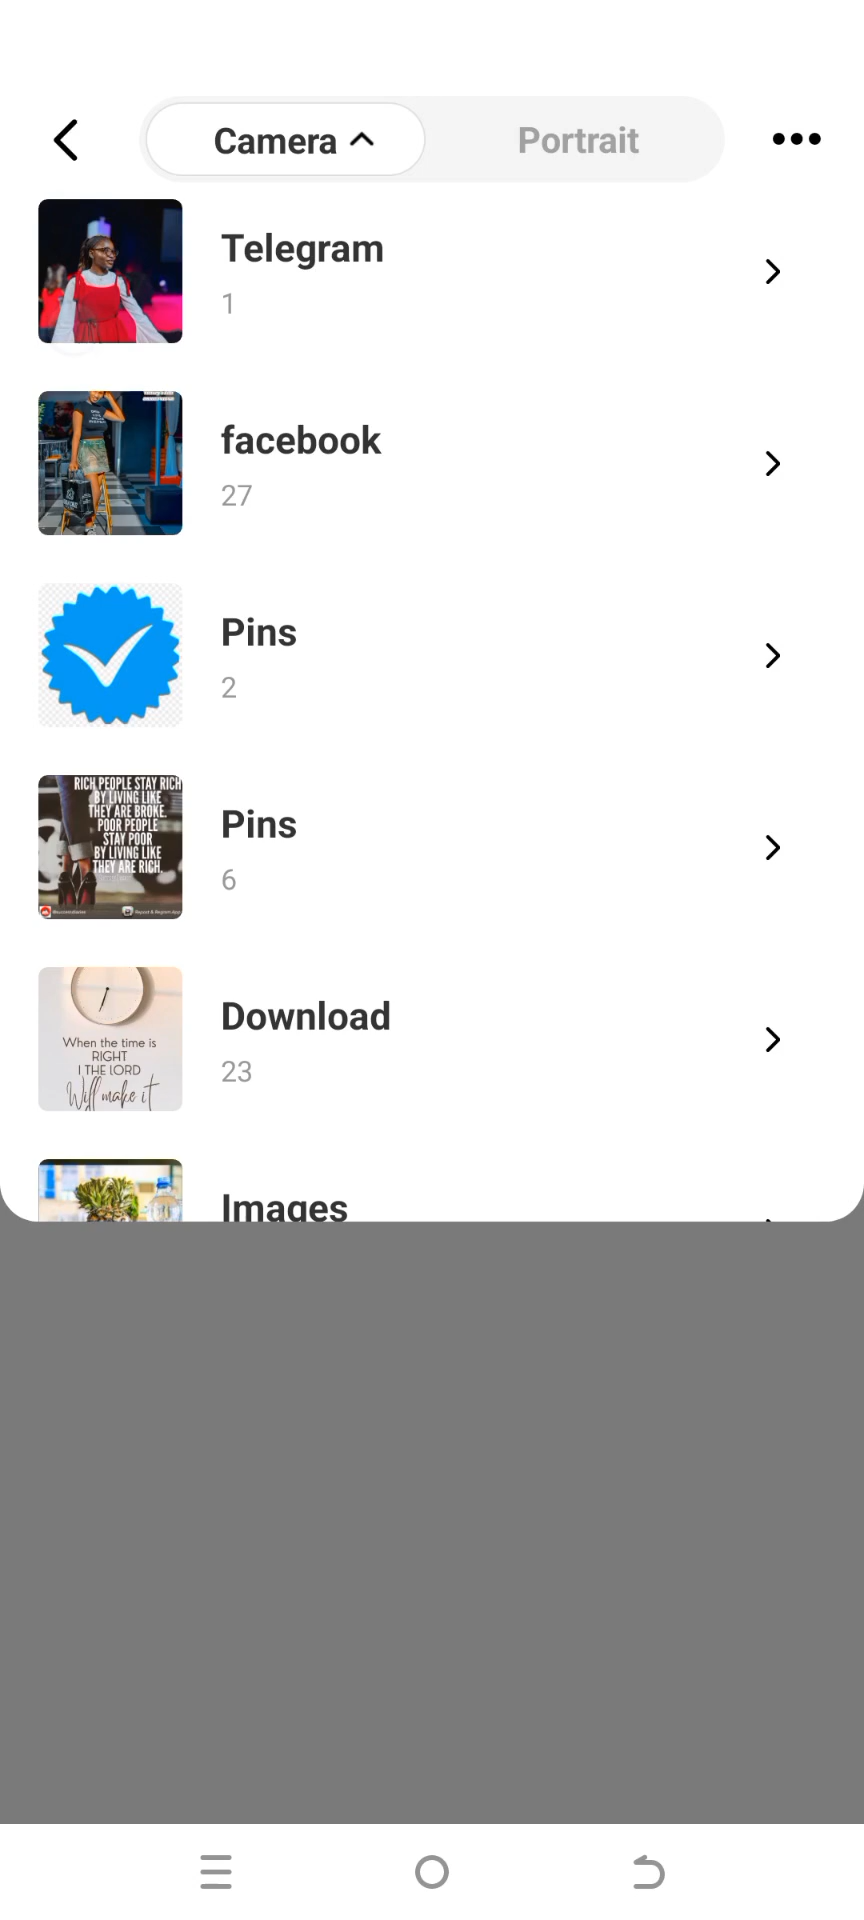 Camera
Portrait
Telegram
1
facebook
27
Pins
2
RICH PEOPLE STAY RICH
BY LIVING LIKE
THEY ARE BROKE.
POOR PEOPLE
STAY POOR
BY LIVING LIKE
THEY ARE RICH.
Pins
6
When the time is
RIGHT
I THE LORD
Will make it
Download
23
Images